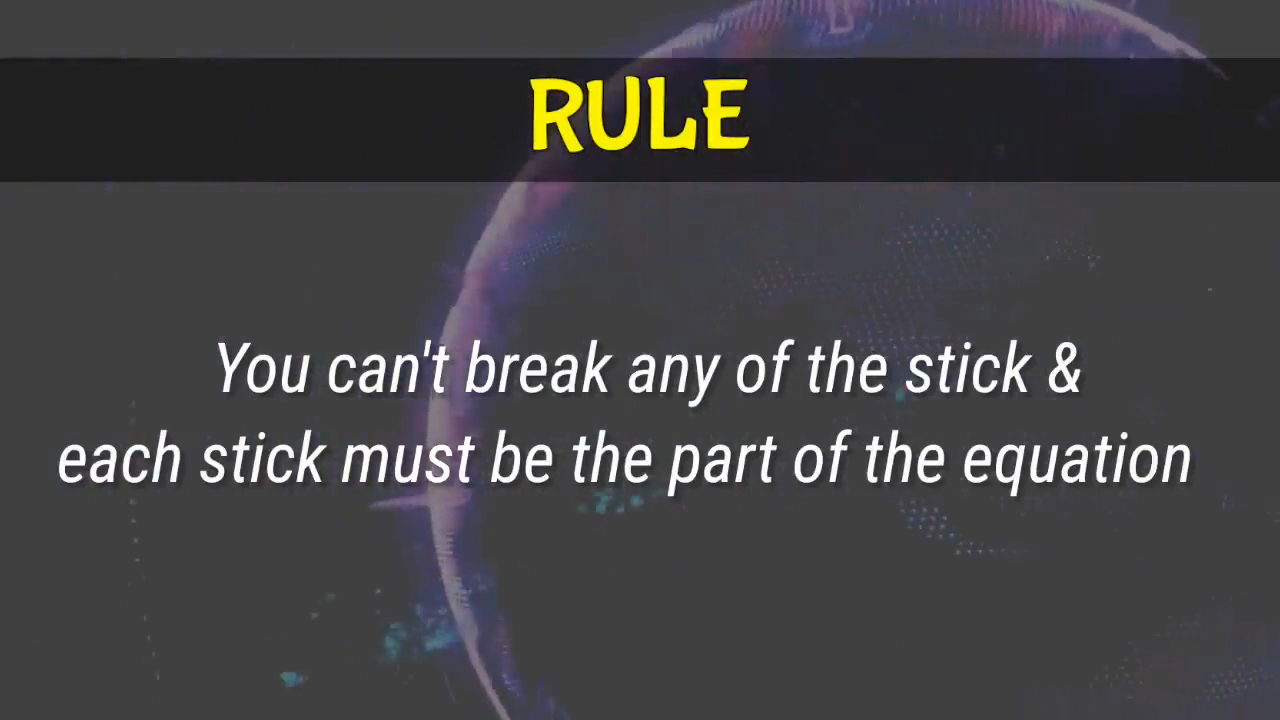 RULE
You can't break any of the stick &
each stick must be the part of the equation